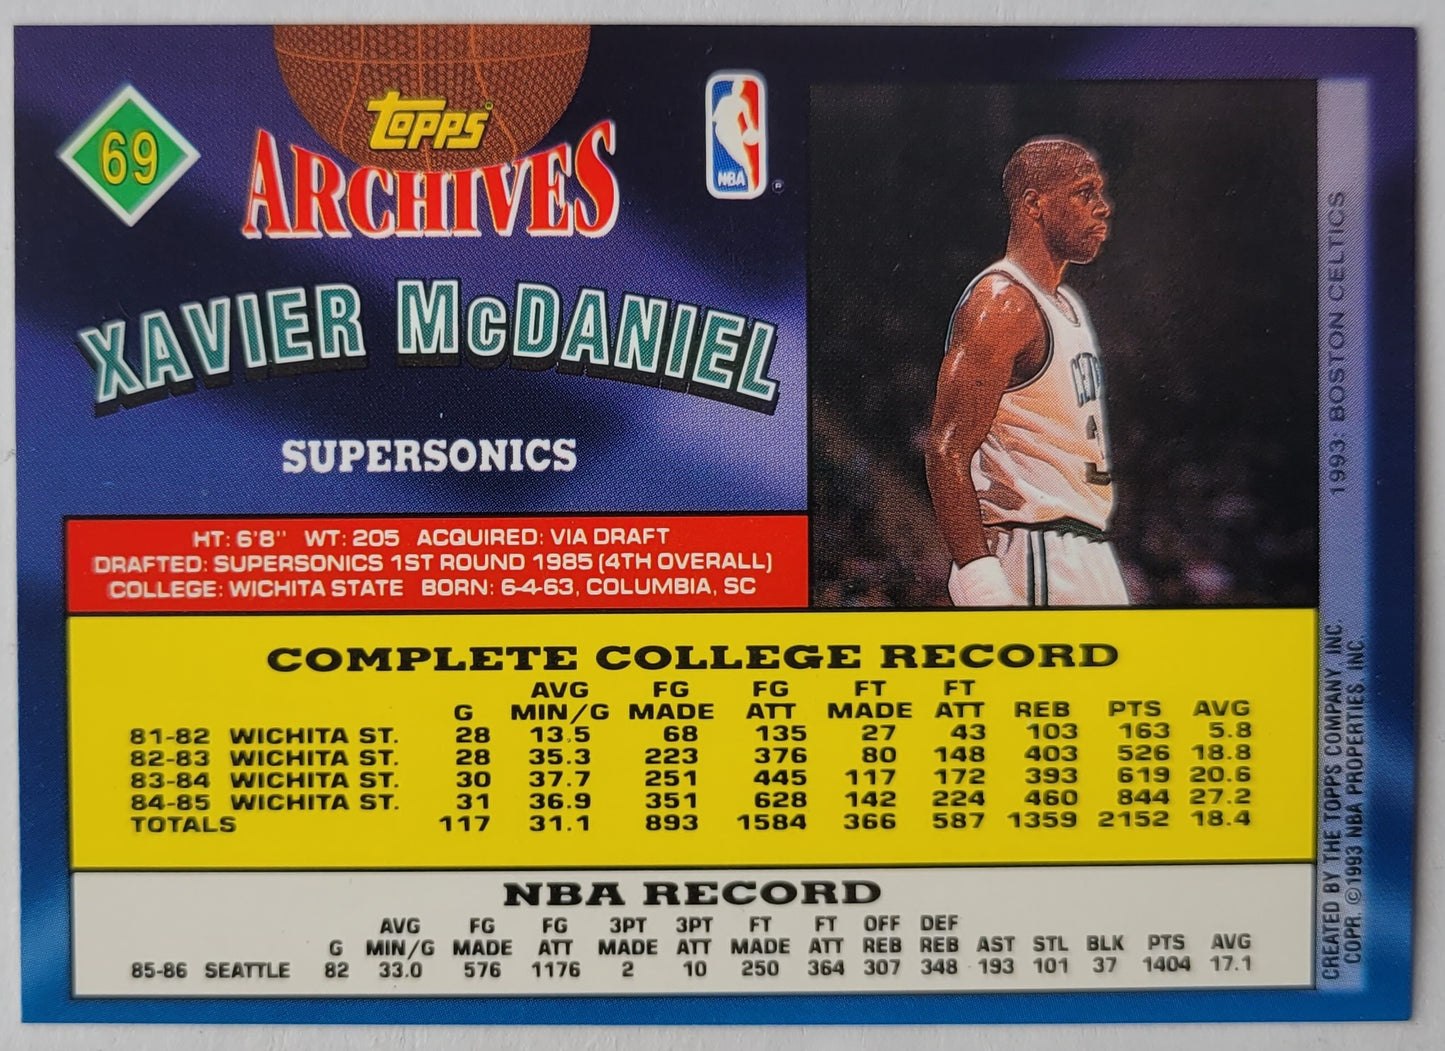 69
TOPPS®
ARCHIVES
NBA
®
XAVIER McDANIEL
SUPERSONICS
HT: 6'8" WT: 205 ACQUIRED: VIA DRAFT
DRAFTED: SUPERSONICS 1ST ROUND 1985 (4TH OVERALL)
COLLEGE: WICHITA STATE BORN: 6-4-63, COLUMBIA, SC
1993 BOSTON CELTICS
COMPLETE COLLEGE RECORD
AVG FG FG FT FT
G MIN/G MADE ATT MADE ATT REB PTS AVG
81-82 WICHITA ST. 28 13.5 68 135 27 43 103 163 5.8
82-83 WICHITA ST. 28 35.3 223 376 80 148 403 526 18.8
83-84 WICHITA ST. 30 37.7 251 445 117 172 393 619 20.6
84-85 WICHITA ST. 31 36.9 351 628 142 224 460 844 27.2
TOTALS 117 31.1 893 1584 366 587 1359 2152 18.4
NBA RECORD
AVG FG FG 3PT 3PT FT FT OFF DEF
G MIN/G MADE ATT MADE ATT MADE ATT REB REB AST STL BLK PTS AVG
85-86 SEATTLE 82 33.0 576 1176 2 10 250 364 307 348 193 101 37 1404 17.1
CREATED BY THE TOPPS COMPANY, INC.
COPR. ©1993 NBA PROPERTIES, INC.